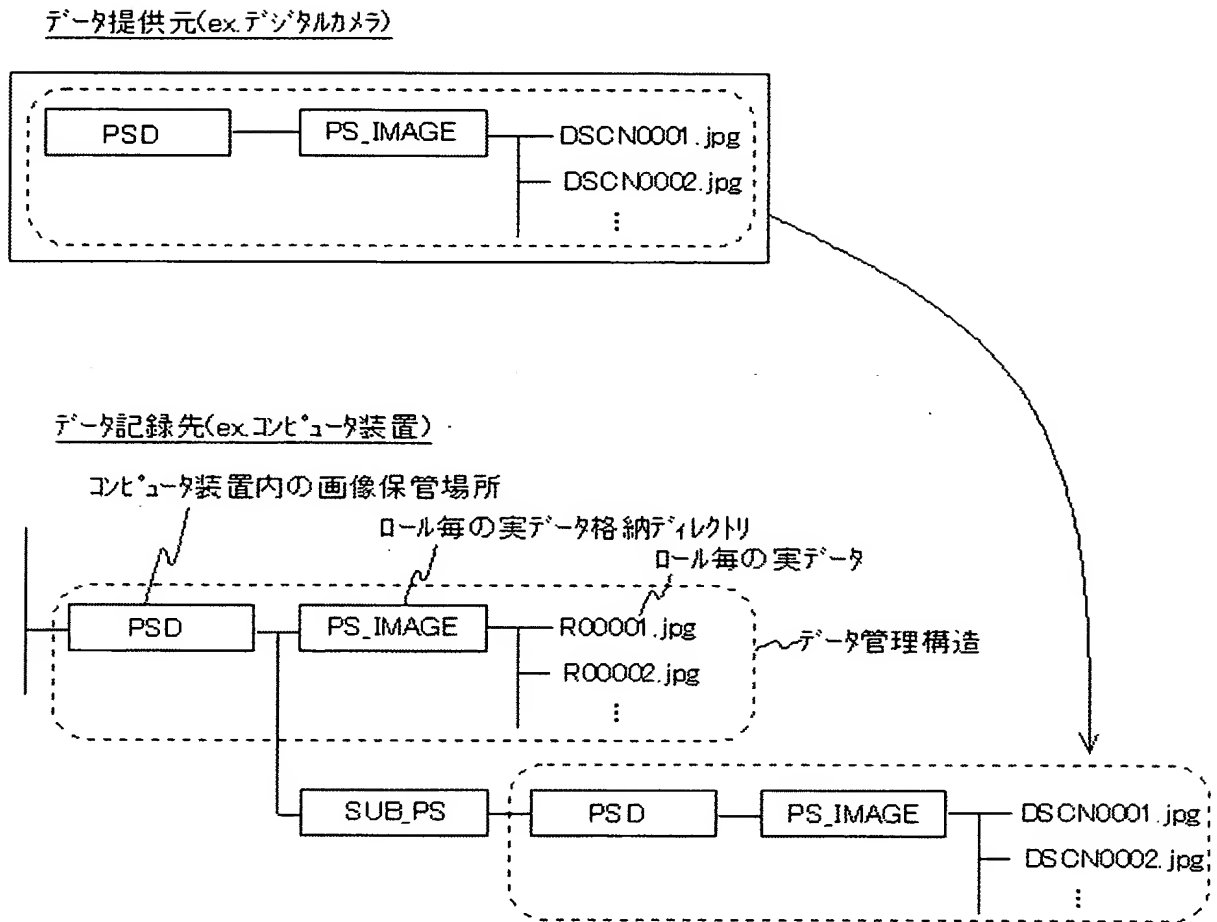 データ提供元(ex.デジタルカメラ)
PSD
PS_IMAGE
DSCN0001.jpg
DSCN0002.jpg
⋮
データ記録先(ex.コンピュータ装置)
コンピュータ装置内の画像保管場所
ロール毎の実データ格納ディレクトリ
ロール毎の実データ
PSD
PS_IMAGE
R00001.jpg
データ管理構造
R00002.jpg
⋮
SUB_PS
PSD
PS_IMAGE
DSCN0001.jpg
DSCN0002.jpg
⋮